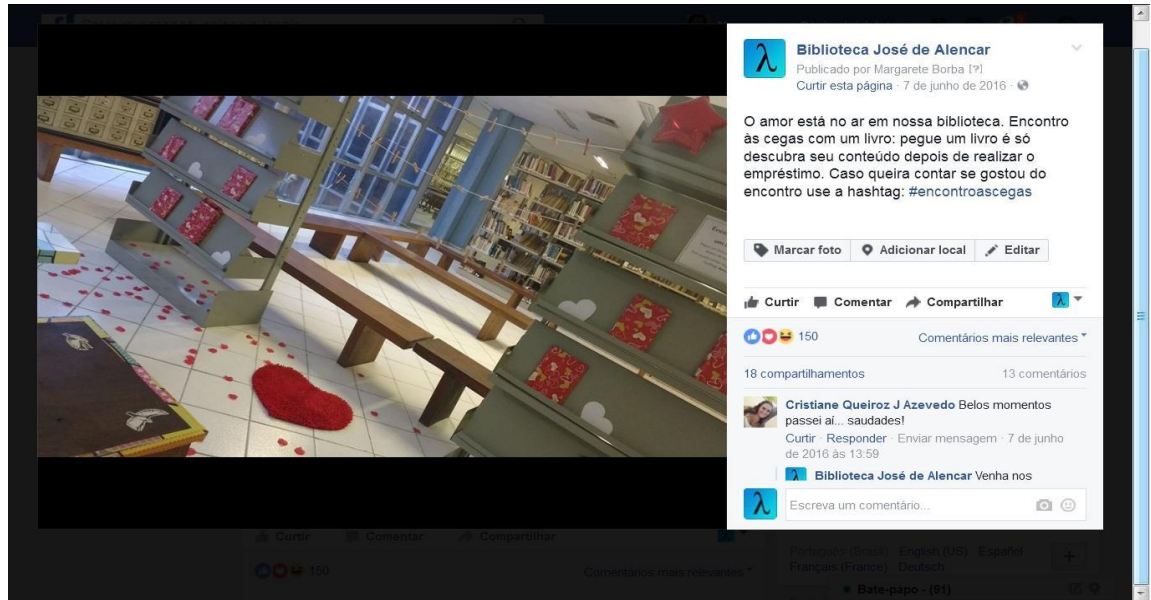 Biblioteca José de Alencar
Publicado por Margarete Borba [?]
Curtir esta página · 7 de junho de 2016 ·
O amor está no ar em nossa biblioteca. Encontro
às cegas com um livro: pegue um livro é só
descubra seu conteúdo depois de realizar o
empréstimo. Caso queira contar se gostou do
encontro use a hashtag: #encontroascegas
Marcar foto Adicionar local Editar
Curtir Comentar Compartilhar
150 Comentários mais relevantes
18 compartilhamentos 13 comentários
Cristiane Queiroz J Azevedo Belos momentos
passei aí... saudades!
Curtir · Responder · Enviar mensagem · 7 de junho
de 2016 às 13:59
Biblioteca José de Alencar Venha nos
Escreva um comentário...
Curtir Comentar Compartilhar
150 Comentários mais relevantes
Português (Brasil) English (US) Español
Français (France) Deutsch
Bate-papo - (91)